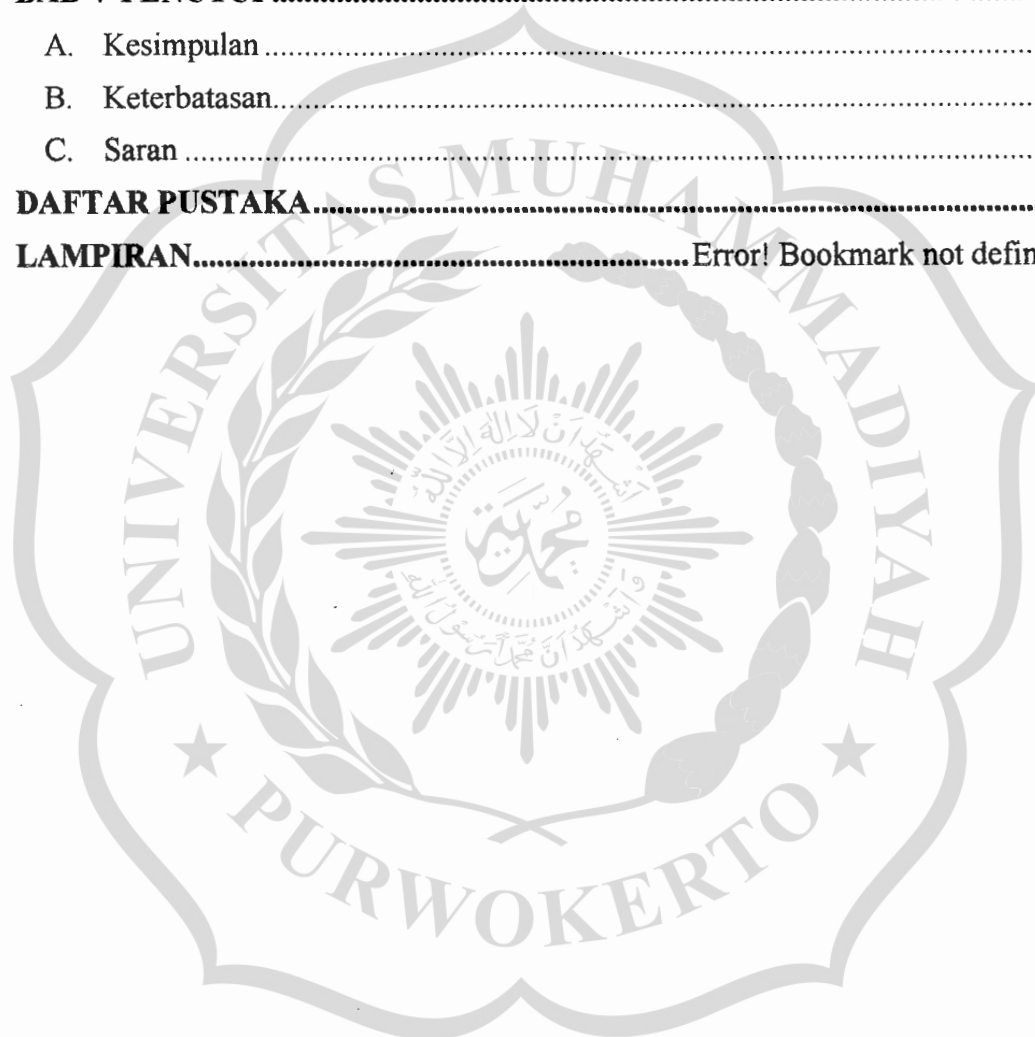 A. Kesimpulan
B. Keterbatasan
C. Saran
DAFTAR PUSTAKA
LAMPIRAN Error! Bookmark not defin
UNIVERSITAS MUHAMMADIYAH
PURWOKERTO